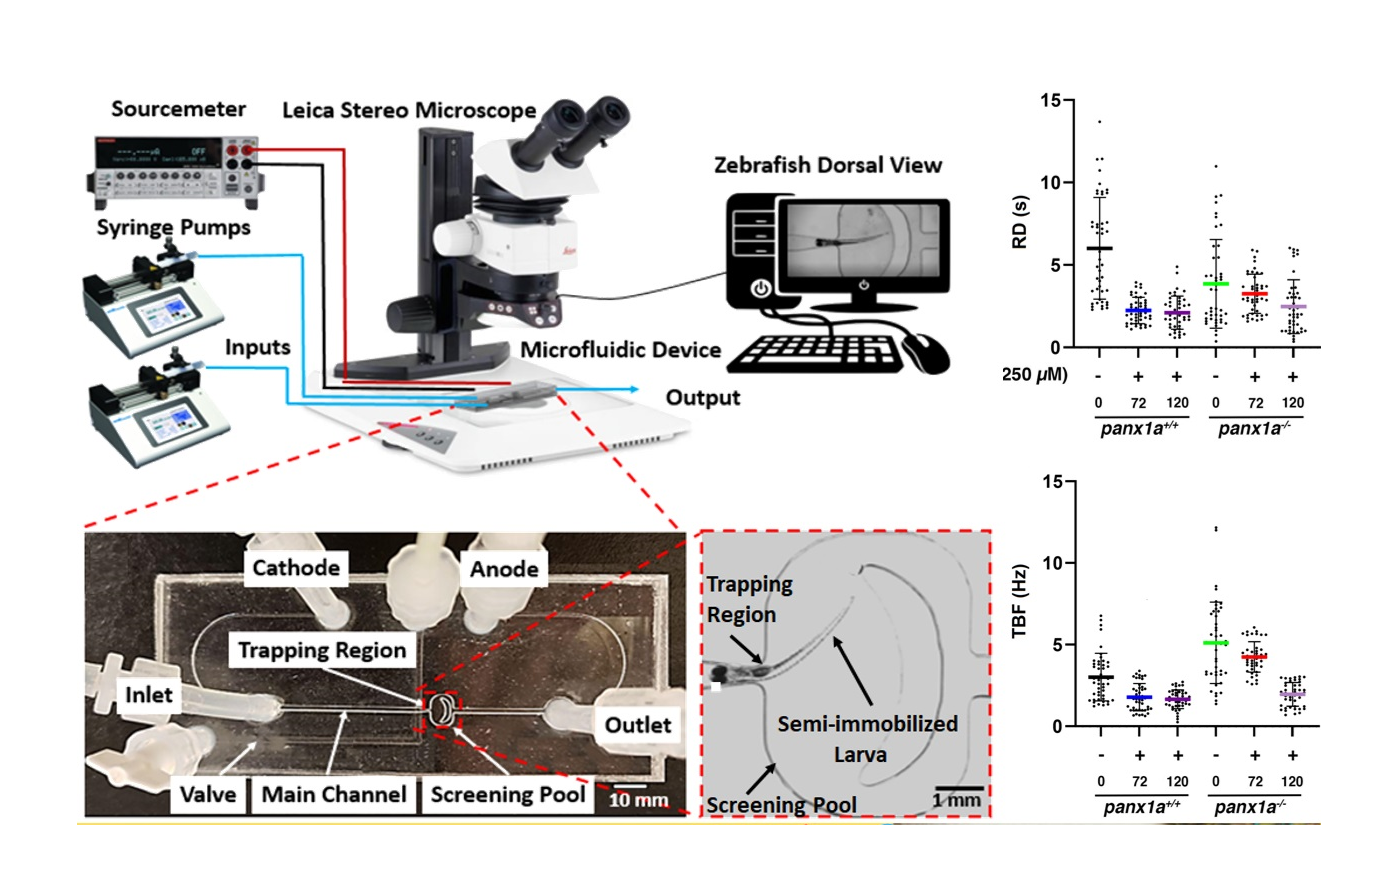 Sourcemeter
Leica Stereo Microscope
Zebrafish Dorsal View
Syringe Pumps
Inputs
Microfluidic Device
Output
OFF
Cathode
Anode
Trapping Region
Inlet
Outlet
Valve
Main Channel
Screening Pool
10 mm
Trapping
Region
Semi-immobilized
Larva
Screening Pool
1 mm
15
10
5
0
RD (s)
250 µM)
- + + - + +
0 72 120 0 72 120
panx1a+/+ panx1a-/-
15
10
5
0
TBF (Hz)
- + + - + +
0 72 120 0 72 120
panx1a+/+ panx1a-/-